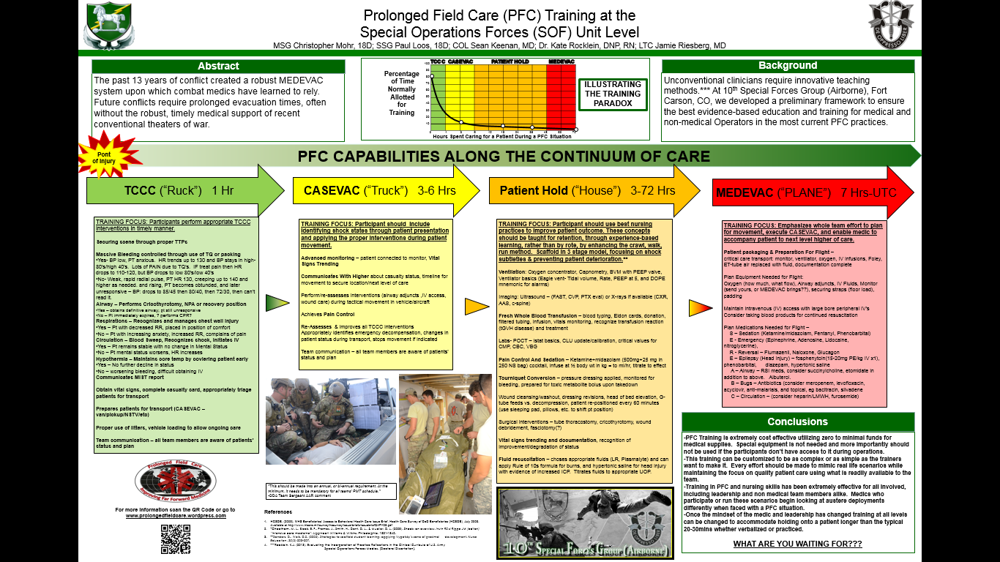 Prolonged Field Care (PFC) Training at the
Special Operations Forces (SOF) Unit Level
MSG Christopher Mohr, 18D; SSG Paul Loos, 18D; COL Sean Keenan, MD; Dr. Kate Rocklein, DNP, RN; LTC Jamie Riesberg, MD
DE OPPRESSO LIBER
Abstract
The past 13 years of conflict created a robust MEDEVAC
system upon which combat medics have learned to rely.
Future conflicts require prolonged evacuation times, often
without the robust, timely medical support of recent
conventional theaters of war.
TCCC CASEVAC PATIENT HOLD MEDEVAC
Percentage
of Time
Normally
Allotted
for
Training
Hours Spent Caring for a Patient During a PFC Situation
ILLUSTRATING
THE TRAINING
PARADOX
Background
Unconventional clinicians require innovative teaching
methods.*** At 10th Special Forces Group (Airborne), Fort
Carson, CO, we developed a preliminary framework to ensure
the best evidence-based education and training for medical and
non-medical Operators in the most current PFC practices.
Pont
of Injury
PFC CAPABILITIES ALONG THE CONTINUUM OF CARE
TCCC ("Ruck") 1 Hr
CASEVAC ("Truck") 3-6 Hrs
Patient Hold ("House") 3-72 Hrs
MEDEVAC ("PLANE") 7 Hrs-UTC
TRAINING FOCUS: Participants perform appropriate TCCC
interventions in timely manner.
Securing scene through proper TTPs
Massive Bleeding controlled through use of TQ or packing
•Yes- BP low, PT anxious. HR trends up to 130 and BP stays in high-
80's/high 40's. Lots of PAIN due to TQ's. IF treat pain then HR
drops to 110-120, but BP drops to low 80's/low 40's
•No- Weak, rapid radial pulse, PT HR 130, creeping up to 140 and
higher as needed. and rising, PT becomes obtunded, and later
unresponsive – BP: drops to 85/45 then 80/40, then 72/30, then can't
read it.
Airway – Performs Cricothyrotomy, NPA or recovery position
•Yes – obtains definitive airway, pt still unresponsive
•No – Pt immediately expires, ? performs CPR?
Respirations – Recognizes and manages chest wall injury
•Yes – Pt with decreased RR, placed in position of comfort
•No – Pt with increasing anxiety, increased RR, complains of pain
Circulation – Blood Sweep, Recognizes shock, initiates IV
•Yes – Pt remains stable with no change in Mental Status
•No – Pt mental status worsens, HR increases
Hypothermia – Maintains core temp by coviering patient early
•Yes – No further decline in status
•No – worsening bleeding, difficult obtaining IV
Communicates MIST report
Obtain vital signs, complete casualty card, appropriately triage
patients for transport
Prepares patients for transport (CASEVAC –
van/pickup/NSTV/etc)
Proper use of litters, vehicle loading to allow ongoing care
Team communication – all team members are aware of patients'
status and plan
TRAINING FOCUS: Participant should include
identifying shock states through patient presentation
and applying the proper interventions during patient
movement.
Advanced monitoring – patient connected to monitor, Vital
Signs Trending
Communicates With Higher about casualty status, timeline for
movement to secure location/next level of care
Perform/re-assesses interventions (airway adjuncts ,IV access,
wound care) during tactical movement in vehicle/aircraft
Achieves Pain Control
Re-Assesses & improves all TCCC interventions
Appropriately identifies emergency decompensation, changes in
patient status during transport, stops movement if indicated
Team communication – all team members are aware of patients'
status and plan
TRAINING FOCUS: Participant should use best nursing
practices to improve patient outcome. These concepts
should be taught for retention, through experience-based
learning, rather than by rote, by enhancing the crawl, walk,
run method. Scaffold in 3 stage model, focusing on shock
subtleties & preventing patient deterioration.**
Ventilation: Oxygen concentrator, Capnometry, BVM with PEEP valve,
Ventilator basics (Eagle vent- Tidal volume, Rate, PEEP at 5, and DOPE
mnemonic for alarms)
Imaging: Ultrasound – (FAST, CVP, PTX eval) or X-rays if available (CXR,
AAS, c-spine)
Fresh Whole Blood Transfusion – blood typing, Eldon cards, donation,
filtered tubing, infusion, vitals monitoring, recognize transfusion reaction
(tGVH disease) and treatment
Labs- POCT – istat basics, CLU update/calibration, critical values for
CMP, CBC, VBG
Pain Control And Sedation – Ketamine+midazolam (500mg+25 mg in
250 NS bag) cocktail, infuse at ½ body wt in kg = to ml/hr, titrate to effect
Tourniquet Conversion – pressure dressing applied, monitored for
bleeding, prepared for toxic metabolite bolus upon takedown
Wound cleansing/washout, dressing revisions, head of bed elevation, G-
tube feeds vs. decompression, patient re-positioned every 60 minutes
(use sleeping pad, pillows, etc. to shift pt position)
Surgical interventions – tube thoracostomy, cricothyrotomy, wound
debridement, fasciotomy(?)
Vital signs trending and documentation, recognition of
improvement/degradation of status
Fluid resuscitation – choses appropriate fluids (LR, Plasmalyte) and can
apply Rule of 10s formula for burns, and hypertonic saline for head injury
with evidence of increased ICP. Titrates fluids to appropriate UOP.
TRAINING FOCUS: Emphasizes whole team effort to plan
for movement, execute CASEVAC, and enable medic to
accompany patient to next level higher of care.
Patient packaging & Preparation For Flight –
critical care transport: monitor, ventilator, oxygen, IV infusions, Foley,
ET-tube air replaced with fluid, documentation complete
Plan Equipment Needed for Flight:
Oxygen (how much, what flow), Airway adjuncts, IV Fluids, Monitor
(send yours, or MEDEVAC brings??), securing straps (floor load),
padding
Maintain intravenous (IV) access with large bore peripheral IV's
Consider taking blood products for continued resuscitation
Plan Medications Needed for Flight –
S – Sedation (Ketamine/midazolam, Fentanyl, Phenobarbital)
E - Emergency (Epinephrine, Adenosine, Lidocaine,
nitroglycerine),
R - Reversal – Flumazenil, Naloxone, Glucagon
E – Epilepsy (Head injury) – fosphenytoin(15-20mg PE/kg IV x1),
phenobarbital, diazepam, hypertonic saline
A – Airway – RSI meds, consider succinylcholine, etomidate in
addition to above. Albuterol.
B – Bugs – Antibiotics (consider meropenem, levofloxacin,
acyclovir, anti-malarials, and topical, eg bacitracin, silvadene
C – Circulation – (consider heparin/LMWH, furosemide)
Conclusions
-PFC Training is extremely cost effective utilizing zero to minimal funds for
medical supplies. Special equipment is not needed and more importantly should
not be used if the participants don't have access to it during operations.
-This training can be customized to be as complex or as simple as the trainers
want to make it. Every effort should be made to mimic real life scenarios while
maintaining the focus on quality patient care using what is readily available to the
team.
-Training in PFC and nursing skills has been extremely effective for all involved,
including leadership and non medical team members alike. Medics who
participate or run these scenarios begin looking at austere deployments
differently when faced with a PFC situation.
-Once the mindset of the medic and leadership has changed training at all levels
can be changed to accommodate holding onto a patient longer than the typical
20-30mins whether verbalized or practiced.
WHAT ARE YOU WAITING FOR???
Prolonged Field Care
Improving Far Forward Medicine
For more information scan the QR Code or go to
www.prolongedfieldcare.wordpress.com
"This should be made into an annual, or bi-annual requirement. At the
minimum, it needs to be mandatory for all teams' PMT schedule."
-ODA Team Sergeant AAR comment
References
10th SPECIAL FORCES GROUP (AIRBORNE)